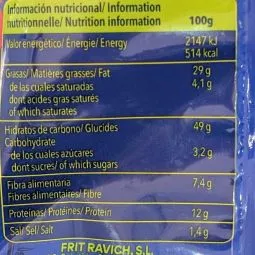 Información nutricional/ Information
nutritionnelle/ Nutrition information 100g
Valor energético/ Énergie/ Energy 2147 kJ
514 kcal
Grasas/ Matières grasses/ Fat 29 g
de las cuales saturadas 4,1 g
dont acides gras saturés
of which saturates
Hidratos de carbono/ Glucides 49 g
Carbohydrate
de los cuales azúcares 3,2 g
dont sucres/ of which sugars
Fibra alimentaria 7,4 g
Fibres alimentaires/ Fibre
Proteínas/ Protéines/ Protein 12 g
Sal/ Sel/ Salt 1,4 g
FRIT RAVICH, S.L.